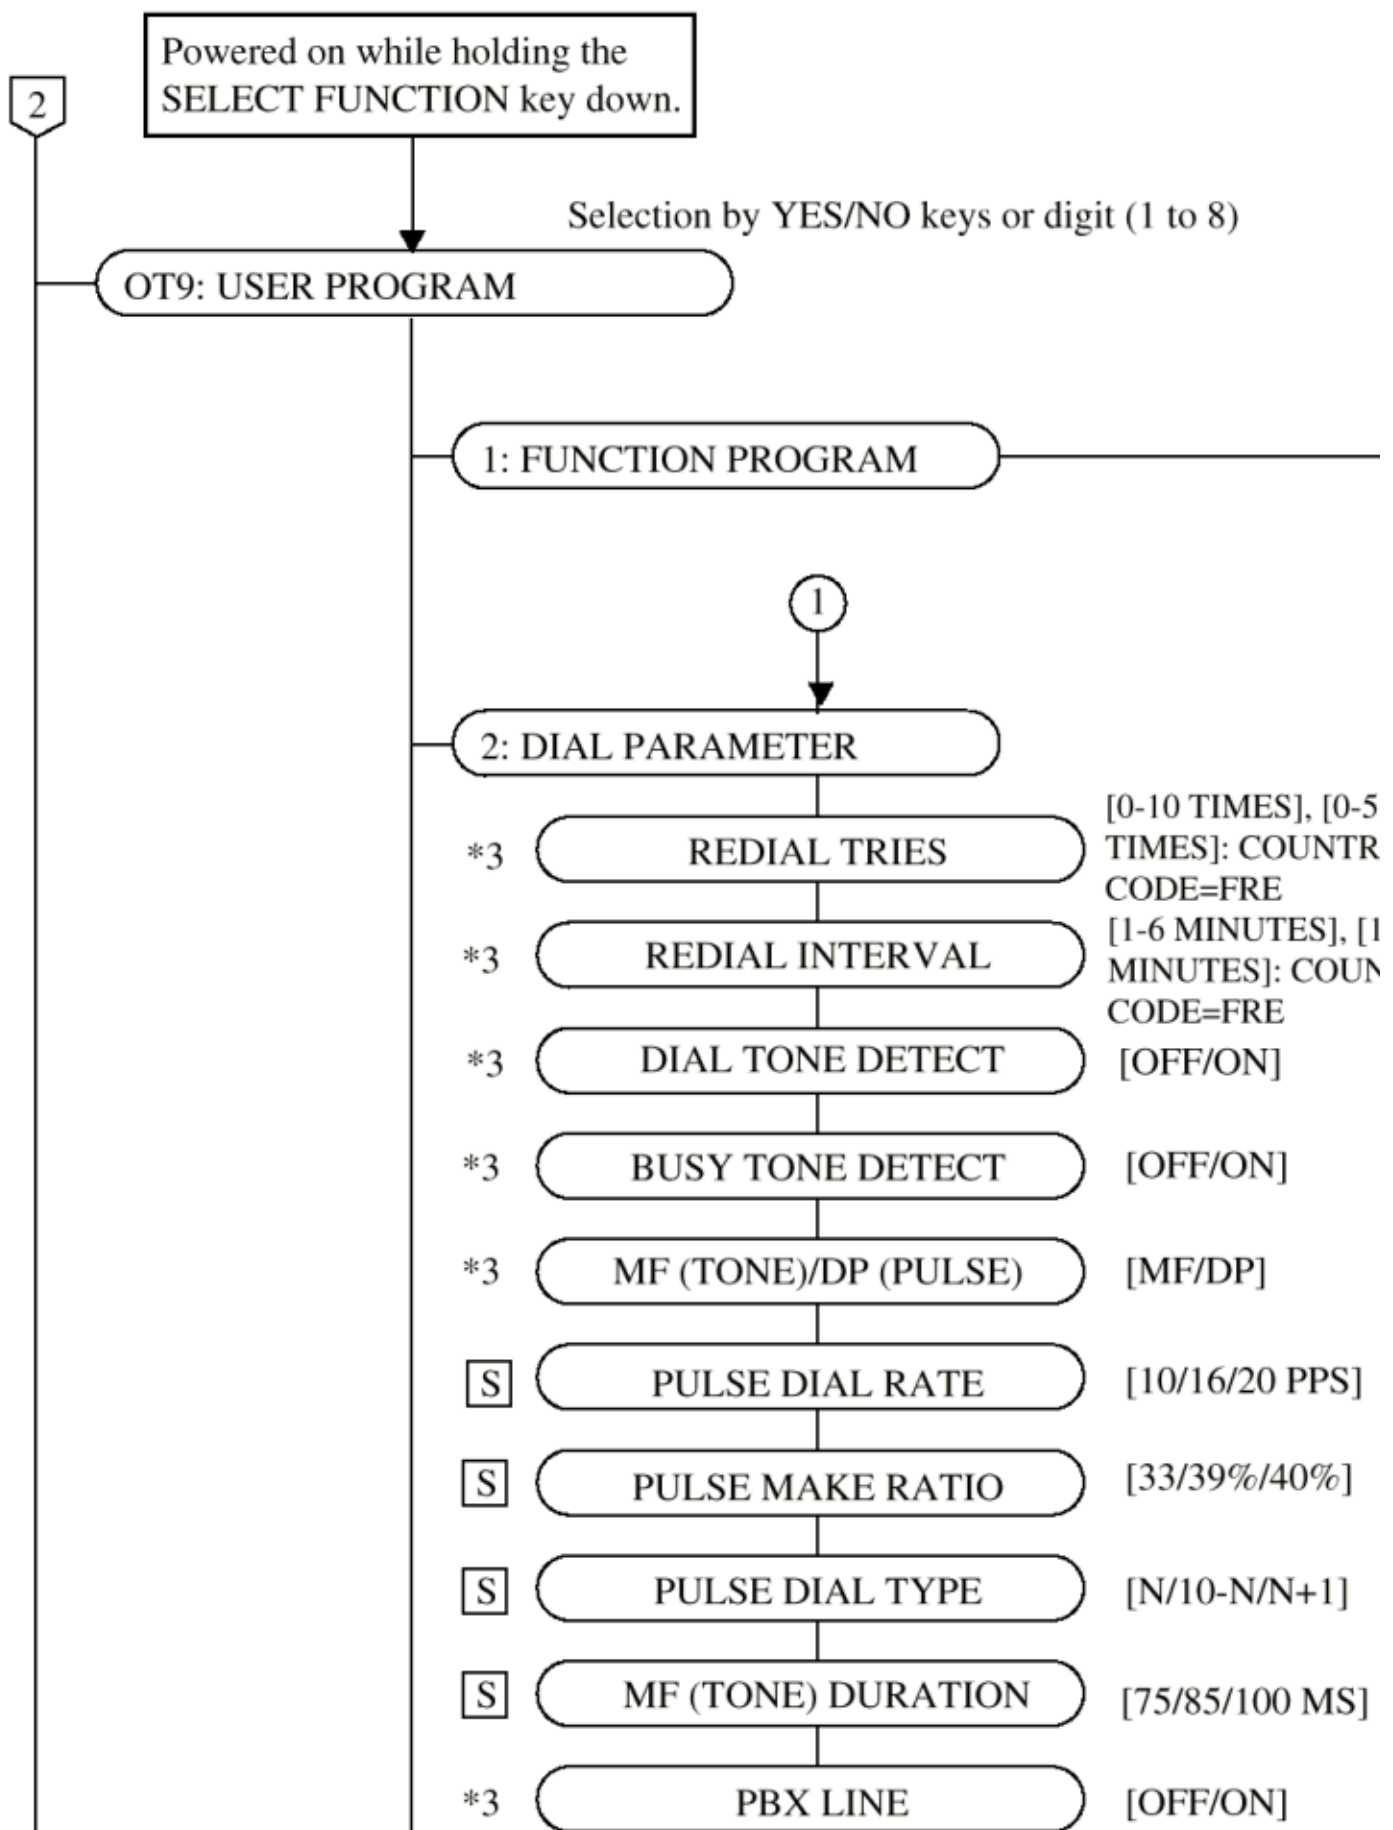 Powered on while holding the
SELECT FUNCTION key down.
2
Selection by YES/NO keys or digit (1 to 8)
OT9: USER PROGRAM
1: FUNCTION PROGRAM
1
2: DIAL PARAMETER
*3 REDIAL TRIES
[0-10 TIMES], [0-5
TIMES]: COUNTR
CODE=FRE
*3 REDIAL INTERVAL
[1-6 MINUTES], [1
MINUTES]: COUN
CODE=FRE
*3 DIAL TONE DETECT [OFF/ON]
*3 BUSY TONE DETECT [OFF/ON]
*3 MF (TONE)/DP (PULSE) [MF/DP]
S PULSE DIAL RATE [10/16/20 PPS]
S PULSE MAKE RATIO [33/39%/40%]
S PULSE DIAL TYPE [N/10-N/N+1]
S MF (TONE) DURATION [75/85/100 MS]
*3 PBX LINE [OFF/ON]